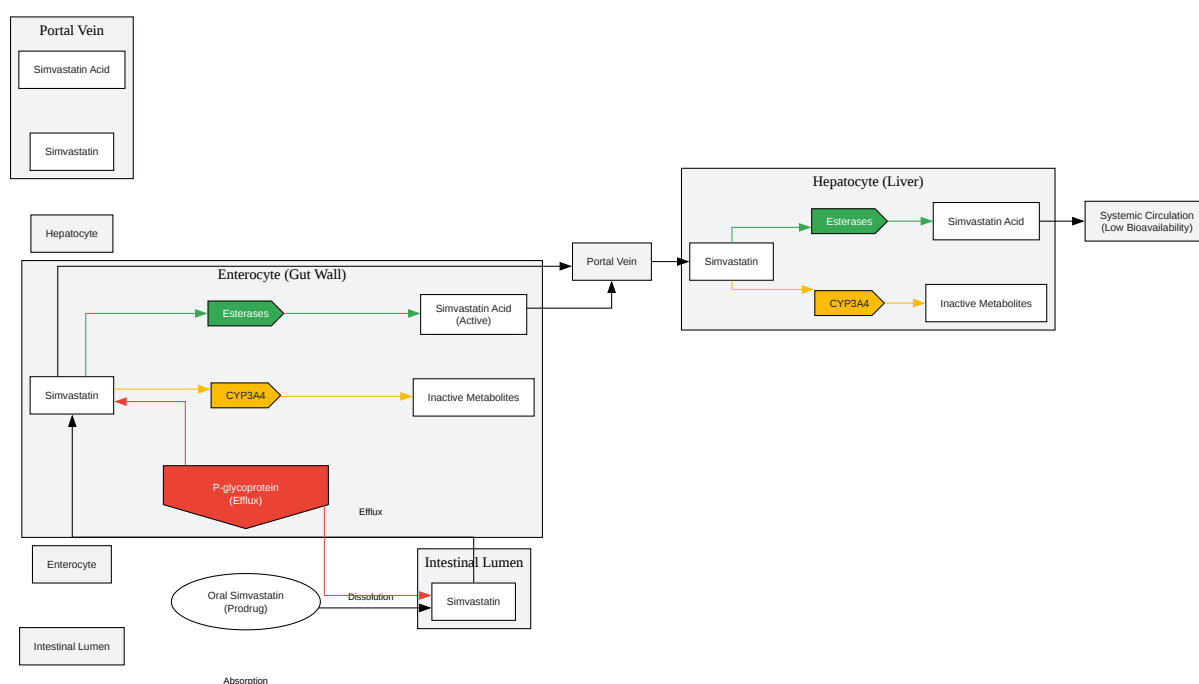 Portal Vein
Simvastatin Acid
Simvastatin
Hepatocyte
Enterocyte (Gut Wall)
Esterases
Simvastatin Acid
(Active)
Simvastatin
CYP3A4
Inactive Metabolites
P-glycoprotein
(Efflux)
Efflux
Portal Vein
Hepatocyte (Liver)
Esterases
Simvastatin Acid
Simvastatin
CYP3A4
Inactive Metabolites
Systemic Circulation
(Low Bioavailability)
Enterocyte
Intestinal Lumen
Oral Simvastatin
(Prodrug)
Dissolution
Simvastatin
Intestinal Lumen
Absorption